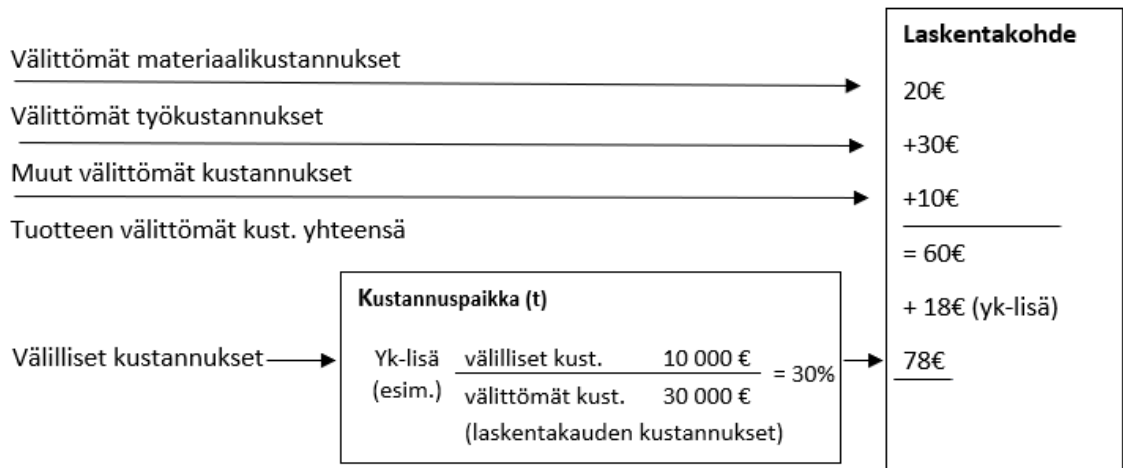 Laskentakohde
Välittömät materiaalikustannukset
20€
Välittömät työkustannukset
+30€
Muut välittömät kustannukset
+10€
Tuotteen välittömät kust. yhteensä
= 60€
Kustannuspaikka (t)
+ 18€ (yk-lisä)
Välilliset kustannukset
Yk-lisä välilliset kust. 10 000 € = 30%
(esim.) välittömät kust. 30 000 €
(laskentakauden kustannukset)
78€